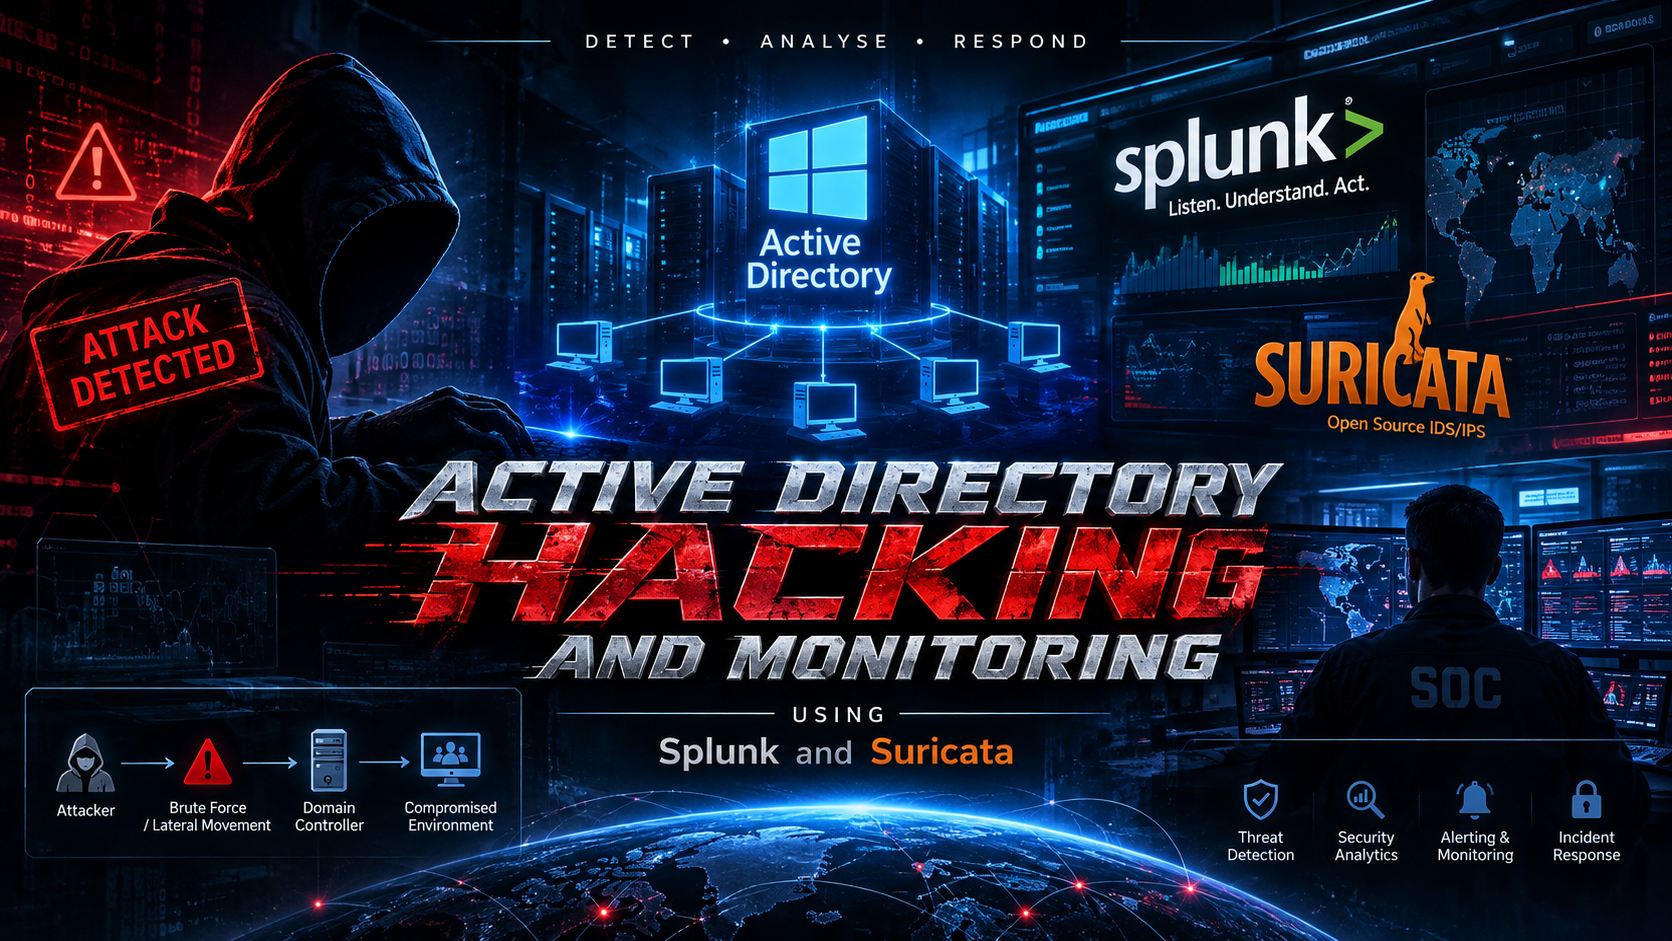 DETECT • ANALYSE • RESPOND
splunk>
Listen. Understand. Act.
Active
Directory
ATTACK
DETECTED
SURICATA
Open Source IDS/IPS
ACTIVE DIRECTORY
HACKING
AND MONITORING
USING
Splunk and Suricata
SOC
Attacker
Brute Force
/ Lateral Movement
Domain
Controller
Compromised
Environment
Threat
Detection
Security
Analytics
Alerting &
Monitoring
Incident
Response